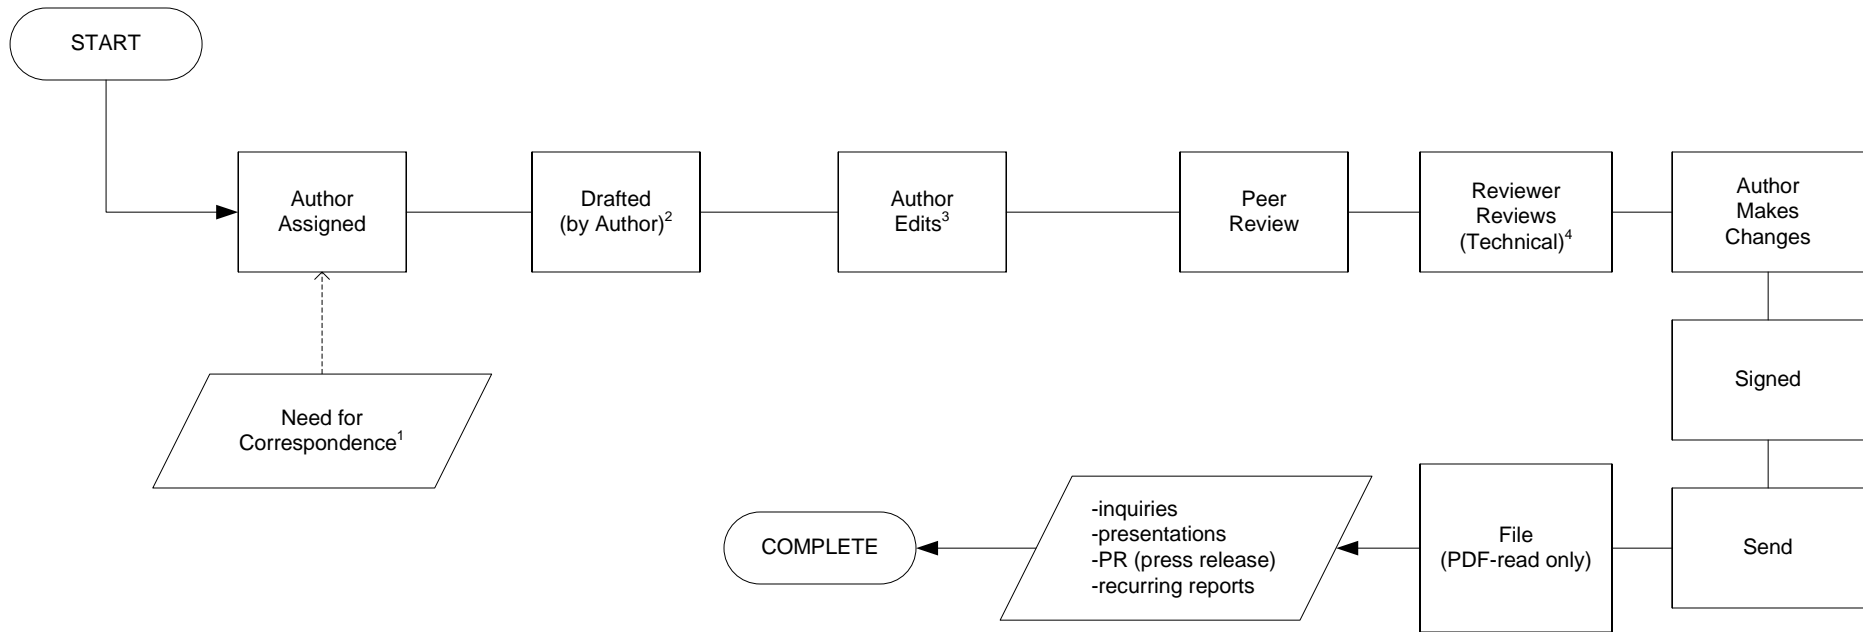 START
Author
Assigned
Drafted
(by Author)2
Author
Edits3
Peer
Review
Reviewer
Reviews
(Technical)4
Author
Makes
Changes
Need for
Correspondence1
Signed
COMPLETE
-inquiries
-presentations
-PR (press release)
-recurring reports
File
(PDF-read only)
Send